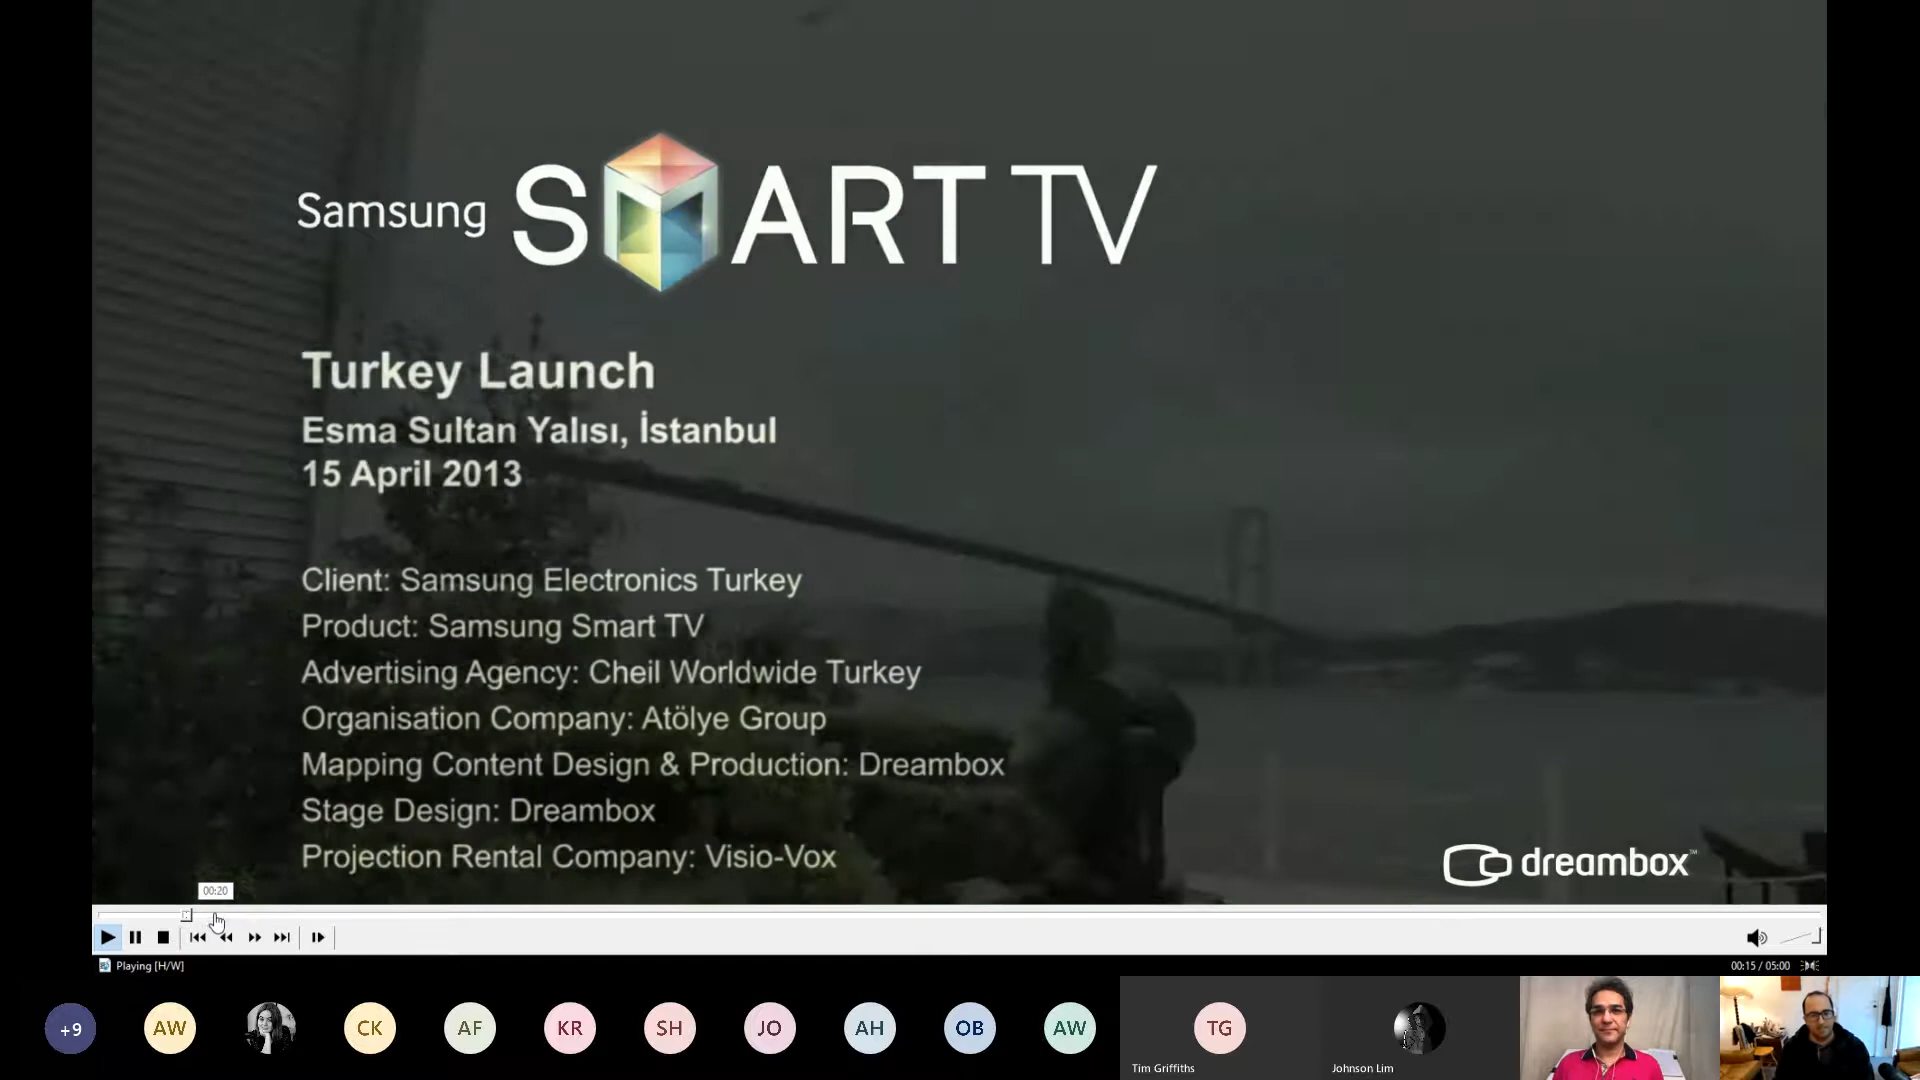 Samsung SMART TV
Turkey Launch
Esma Sultan Yalısı, İstanbul
15 April 2013
Client: Samsung Electronics Turkey
Product: Samsung Smart TV
Advertising Agency: Cheil Worldwide Turkey
Organisation Company: Atölye Group
Mapping Content Design & Production: Dreambox
Stage Design: Dreambox
Projection Rental Company: Visio-Vox
dreambox™
00:20
Playing [H/W]
00:15 / 05:00
+9
AW
CK
AF
KR
SH
JO
AH
OB
AW
TG
Tim Griffiths
Johnson Lim